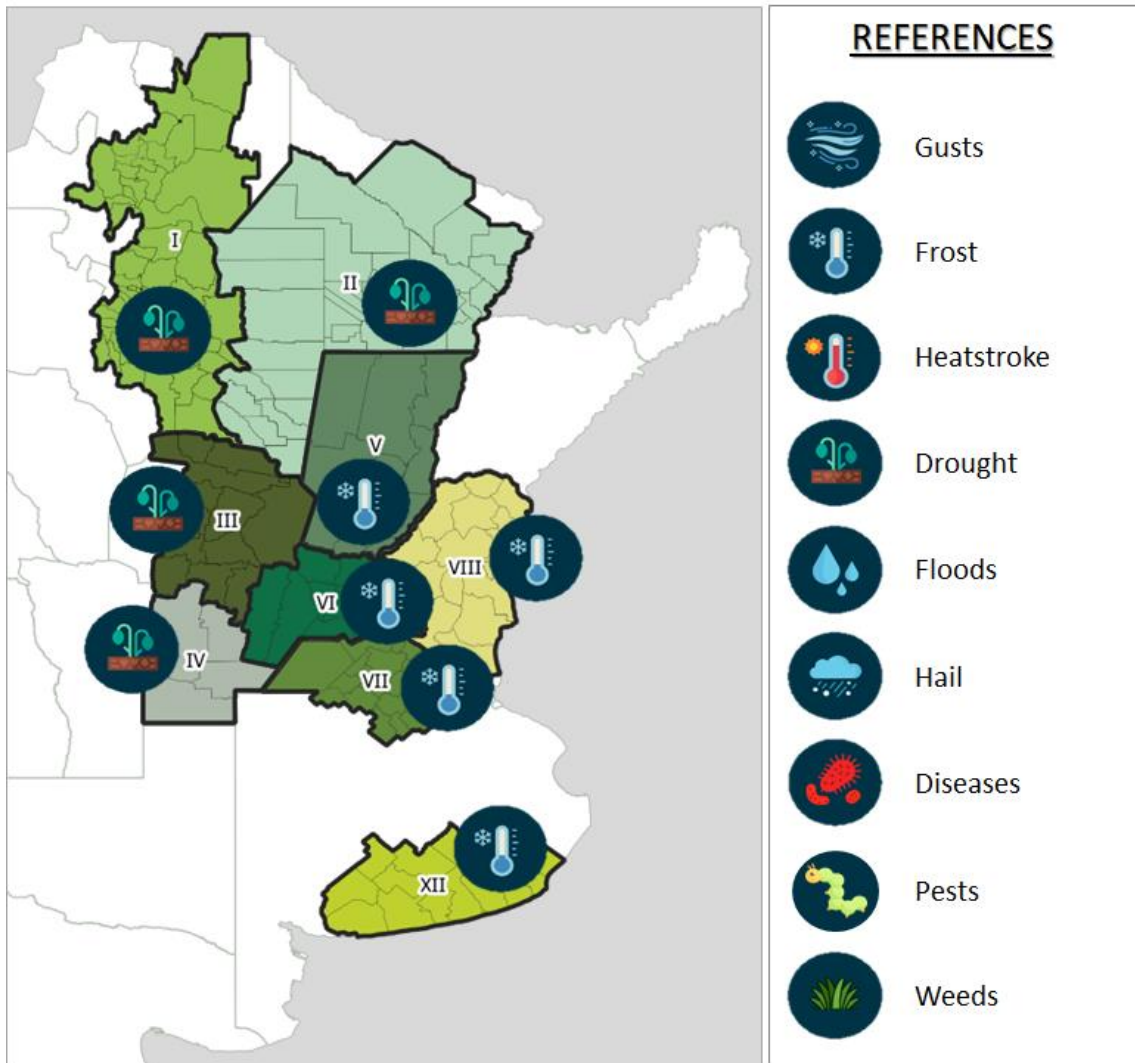 REFERENCES
Gusts
Frost
Heatstroke
Drought
Floods
Hail
Diseases
Pests
Weeds
I
II
V
III
VIII
VI
IV
VII
XII